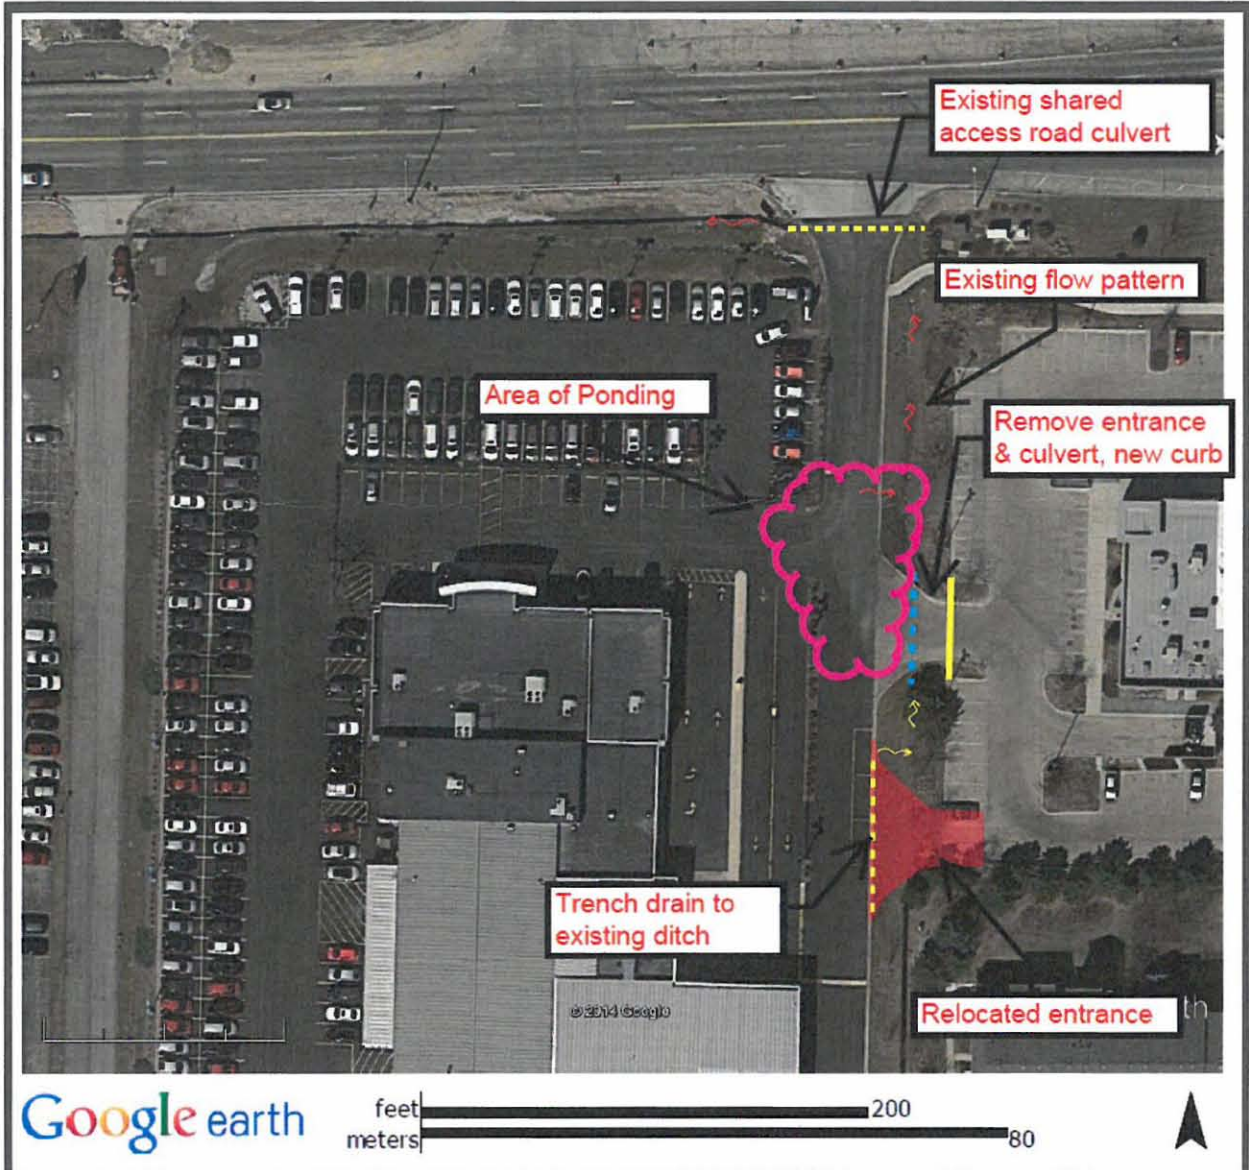 Existing shared
access road culvert
Existing flow pattern
Area of Ponding
Remove entrance
& culvert, new curb
Trench drain to
existing ditch
© 2014 Google
Relocated entrance
th
Google earth
feet 200
meters 80